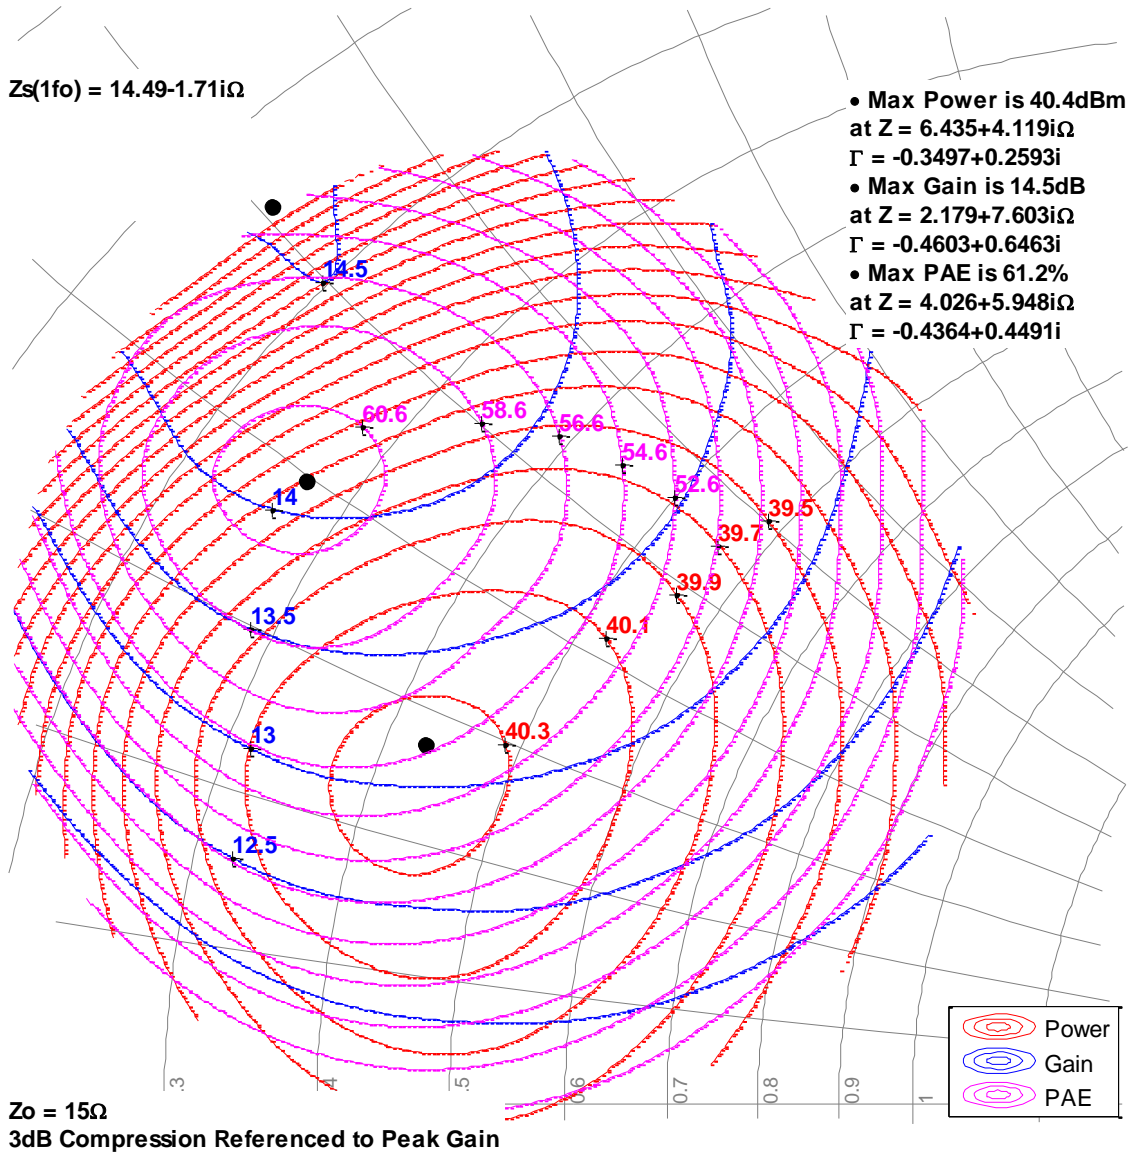 Zs(1fo) = 14.49-1.71iΩ
• Max Power is 40.4dBm
at Z = 6.435+4.119iΩ
Γ = -0.3497+0.2593i
• Max Gain is 14.5dB
at Z = 2.179+7.603iΩ
Γ = -0.4603+0.6463i
• Max PAE is 61.2%
at Z = 4.026+5.948iΩ
Γ = -0.4364+0.4491i
14.5
60.6
58.6
56.6
54.6
52.6
14
39.5
39.7
39.9
13.5
40.1
13
40.3
12.5
.3
.4
.5
0.6
0.7
0.8
0.9
1
Power
Gain
PAE
Zo = 15Ω
3dB Compression Referenced to Peak Gain